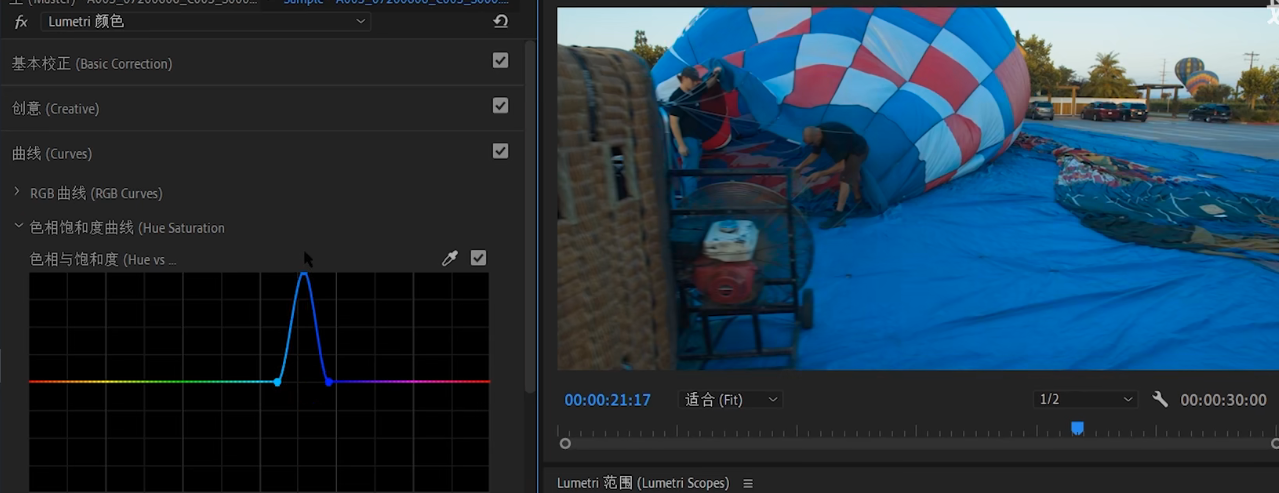 Lumetri 颜色
基本校正 (Basic Correction)
创意 (Creative)
曲线 (Curves)
RGB 曲线 (RGB Curves)
色相饱和度曲线 (Hue Saturation
色相与饱和度 (Hue vs ...
00:00:21:17
适合 (Fit)
1/2
00:00:30:00
Lumetri 范围 (Lumetri Scopes)